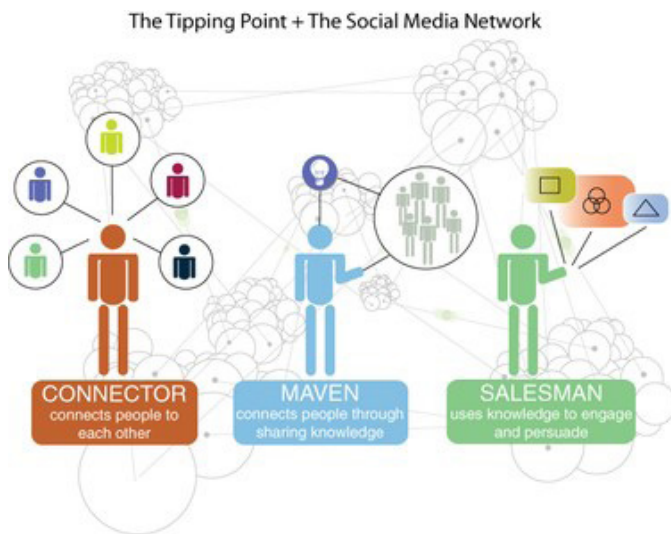 The Tipping Point + The Social Media Network
CONNECTOR
connects people to
each other
MAVEN
connects people through
sharing knowledge
SALESMAN
uses knowledge to engage
and persuade